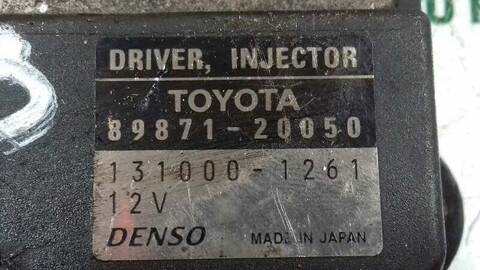 DRIVER, INJECTOR
TOYOTA
89871-20050
131000-1261
12V
DENSO MADE IN JAPAN